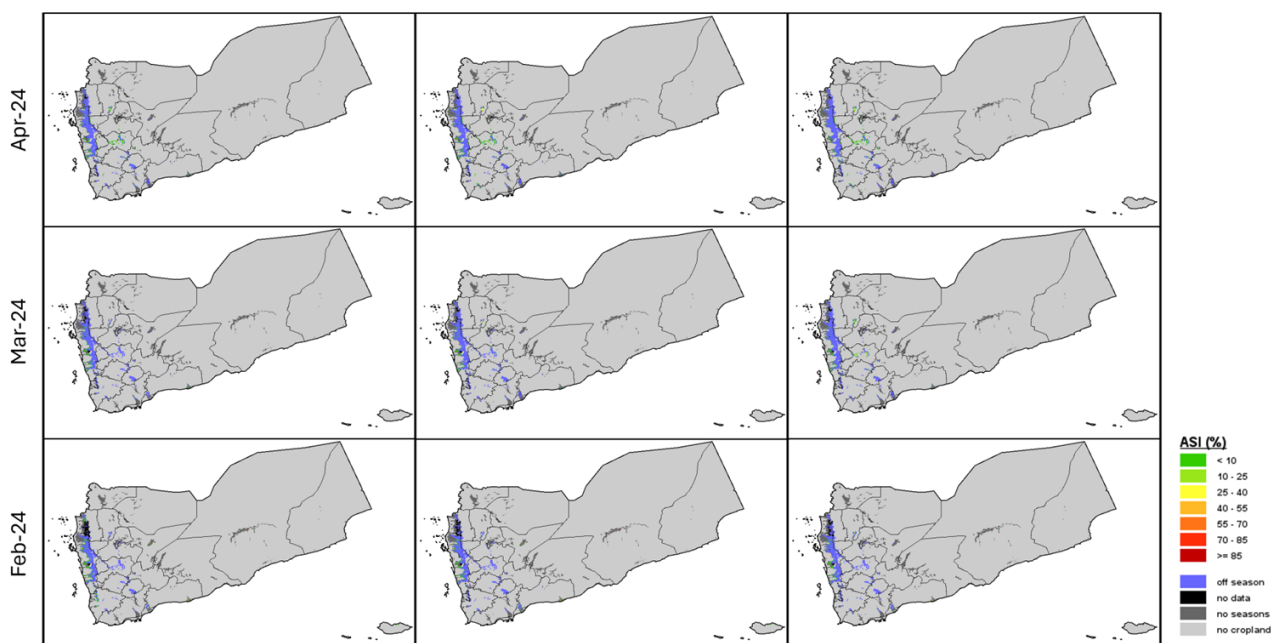 Apr-24
Mar-24
Feb-24
ASI (%)
< 10
10 - 25
25 - 40
40 - 55
55 - 70
70 - 85
>= 85
off season
no data
no seasons
no cropland